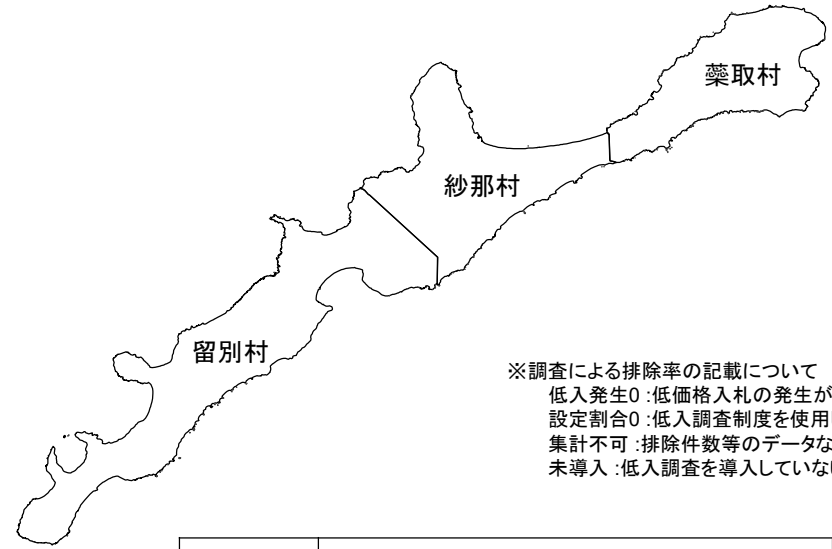 蘂取村
紗那村
留別村
※調査による排除率の記載について
低入発生0 :低価格入札の発生が
設定割合0 :低入調査制度を使用
集計不可 :排除件数等のデータな
未導入 :低入調査を導入していない